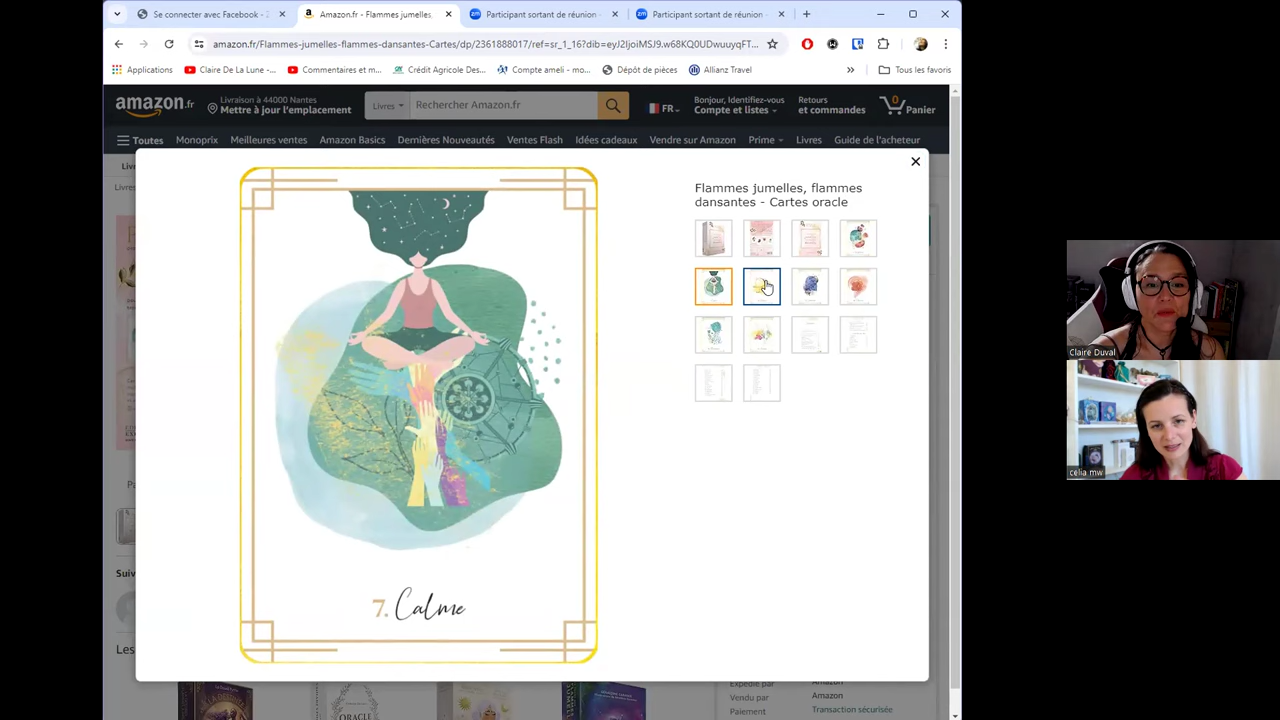 Se connecter avec Facebook - 2
Amazon.fr - Flammes jumelles,
Participant sortant de réunion -
Participant sortant de réunion -
amazon.fr/Flammes-jumelles-flammes-dansantes-Cartes/dp/2361888017/ref=sr_1_16?dib=eyJ2IjoiMSJ9.w68KQ0UDwuuyqFT...
Applications
Claire De La Lune -...
Commentaires et m...
Crédit Agricole Des...
Compte ameli - mo...
Dépôt de pièces
Allianz Travel
»
Tous les favoris
amazon.fr
Livraison à 44000 Nantes
Mettre à jour l'emplacement
Livres
Rechercher Amazon.fr
FR
Bonjour, Identifiez-vous
Compte et listes
Retours
et commandes
0
Panier
Toutes
Monoprix
Meilleures ventes
Amazon Basics
Dernières Nouveautés
Ventes Flash
Idées cadeaux
Vendre sur Amazon
Prime
Livres
Guide de l'acheteur
Flammes jumelles, flammes
dansantes - Cartes oracle
7. Calme
Suiv
Les
Expédié par
Amazon
Vendu par
Amazon
Paiement
Transaction sécurisée
ORACLE
Claire Duval
celia mw